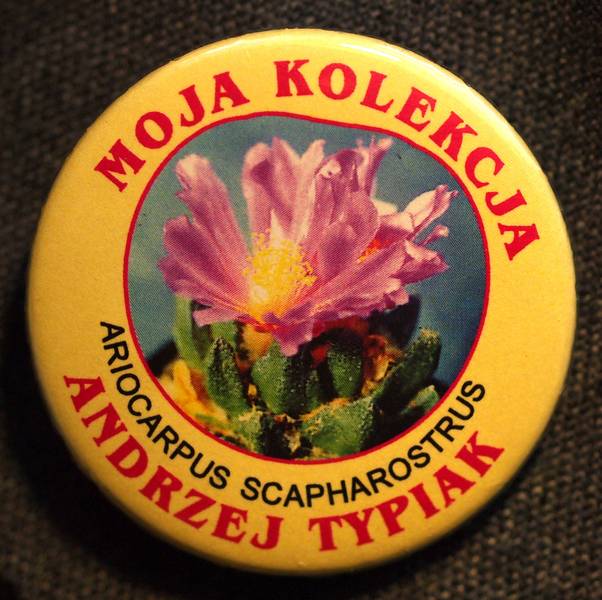 MOJA KOLEKCJA
ARIOCARPUS SCAPHAROSTRUS
ANDRZEJ TYPIAK